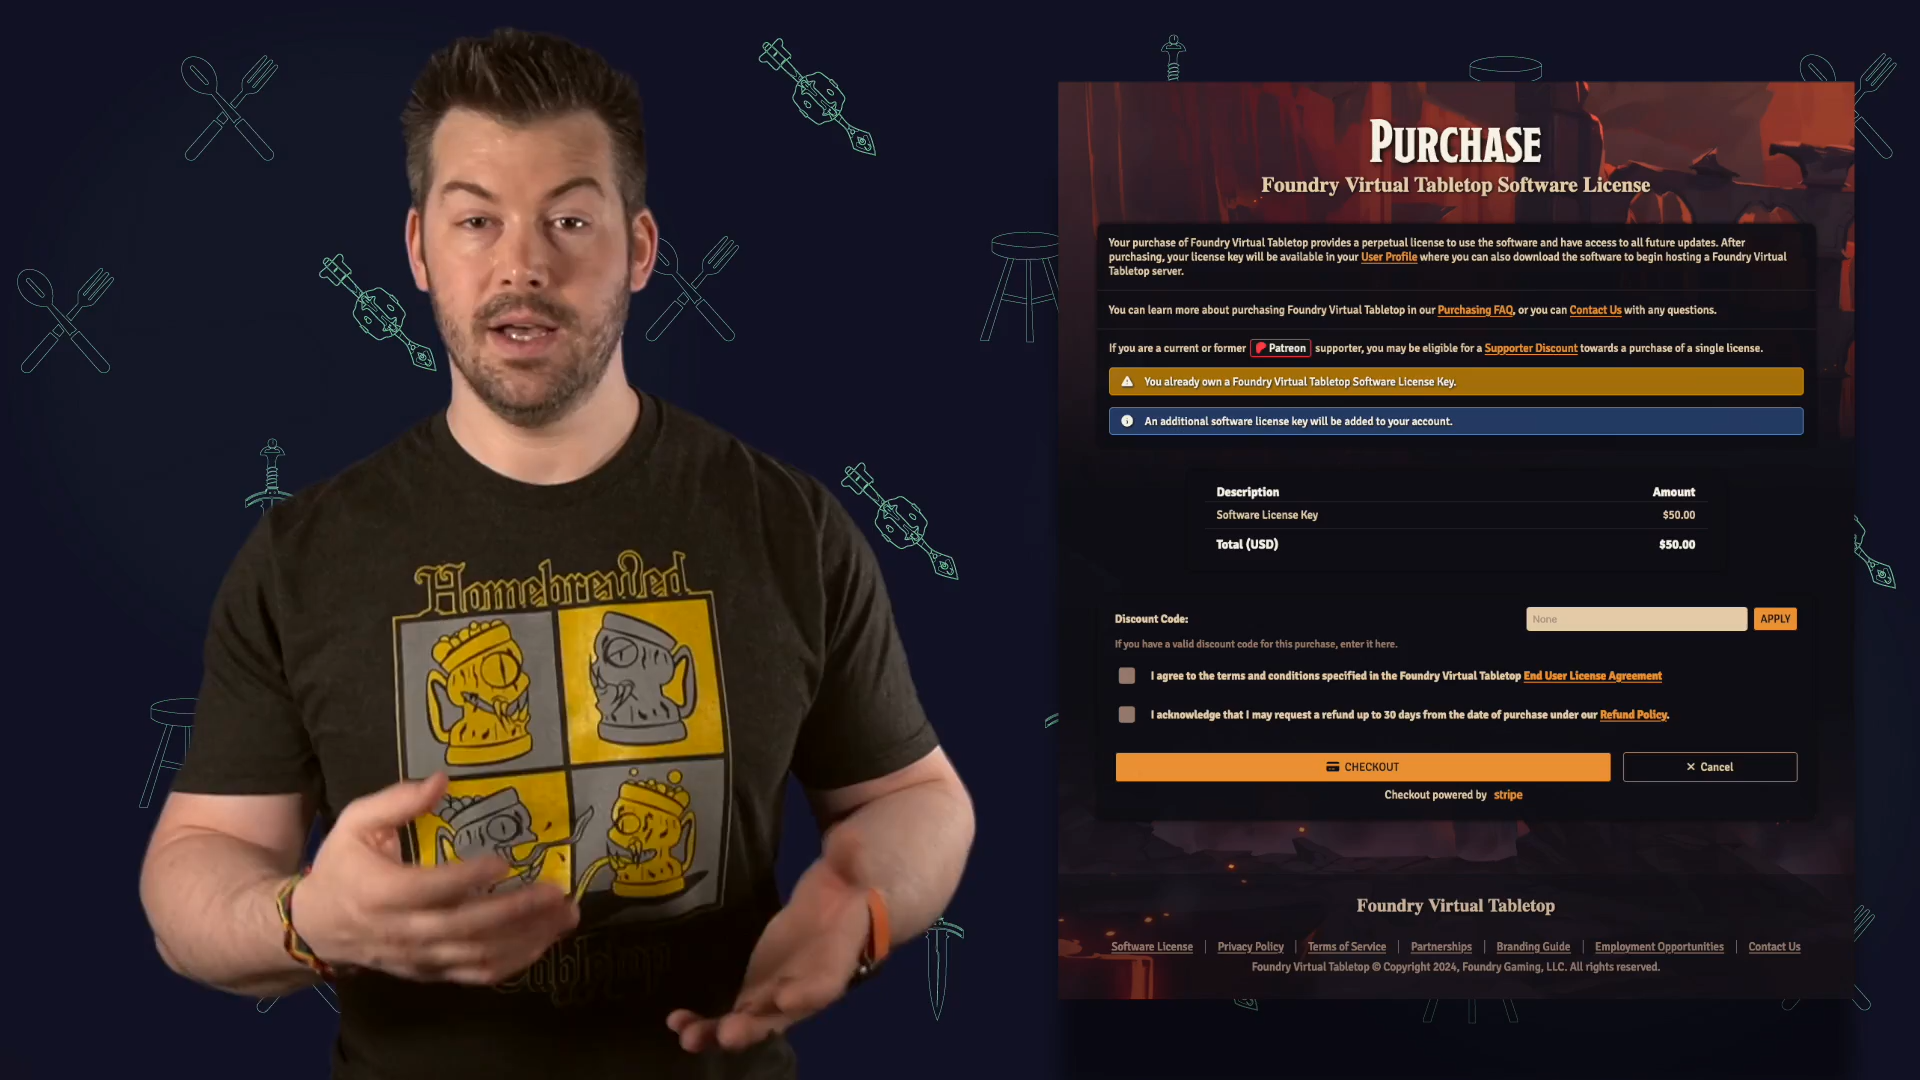 Homebrewed
Tabletop
PURCHASE
Foundry Virtual Tabletop Software License
Your purchase of Foundry Virtual Tabletop provides a perpetual license to use the software and have access to all future updates. After
purchasing, your license key will be available in your User Profile where you can also download the software to begin hosting a Foundry Virtual
Tabletop server.
You can learn more about purchasing Foundry Virtual Tabletop in our Purchasing FAQ, or you can Contact Us with any questions.
If you are a current or former Patreon supporter, you may be eligible for a Supporter Discount towards a purchase of a single license.
You already own a Foundry Virtual Tabletop Software License Key.
An additional software license key will be added to your account.
Description Amount
Software License Key $50.00
Total (USD) $50.00
Discount Code: None APPLY
If you have a valid discount code for this purchase, enter it here.
I agree to the terms and conditions specified in the Foundry Virtual Tabletop End User License Agreement
I acknowledge that I may request a refund up to 30 days from the date of purchase under our Refund Policy.
CHECKOUT Cancel
Checkout powered by stripe
Foundry Virtual Tabletop
Software License | Privacy Policy | Terms of Service | Partnerships | Branding Guide | Employment Opportunities | Contact Us
Foundry Virtual Tabletop © Copyright 2024, Foundry Gaming, LLC. All rights reserved.